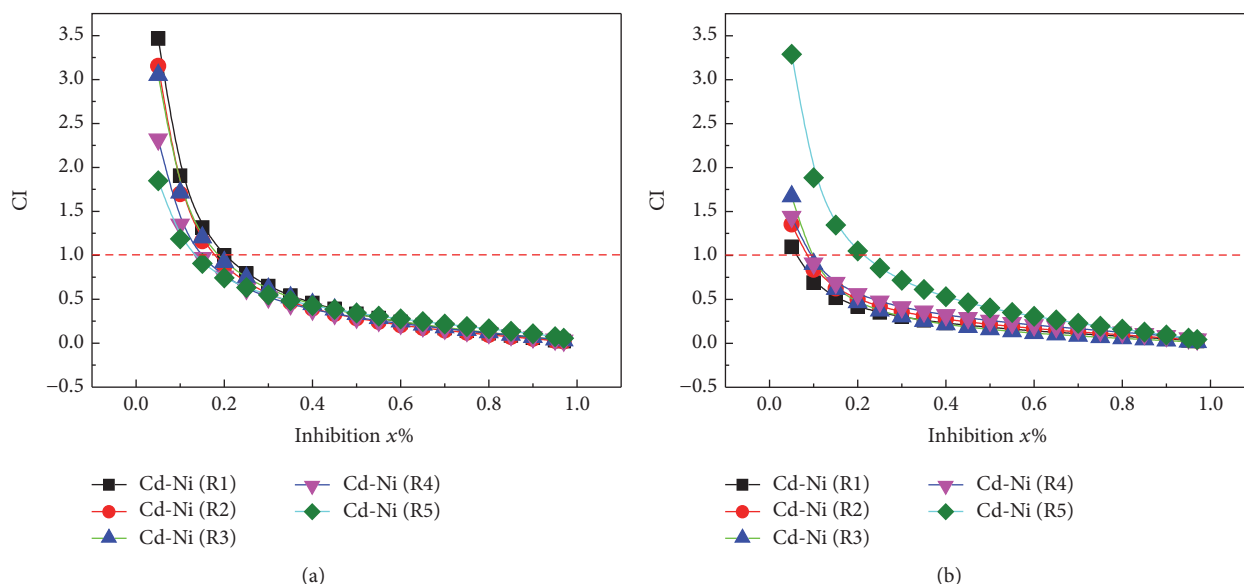 3.5
3.0
2.5
2.0
1.5
1.0
0.5
0.0
−0.5
CI
0.0 0.2 0.4 0.6 0.8 1.0
Inhibition x%
Cd-Ni (R1)
Cd-Ni (R2)
Cd-Ni (R3)
Cd-Ni (R4)
Cd-Ni (R5)
(a)
3.5
3.0
2.5
2.0
1.5
1.0
0.5
0.0
−0.5
CI
0.0 0.2 0.4 0.6 0.8 1.0
Inhibition x%
Cd-Ni (R1)
Cd-Ni (R2)
Cd-Ni (R3)
Cd-Ni (R4)
Cd-Ni (R5)
(b)